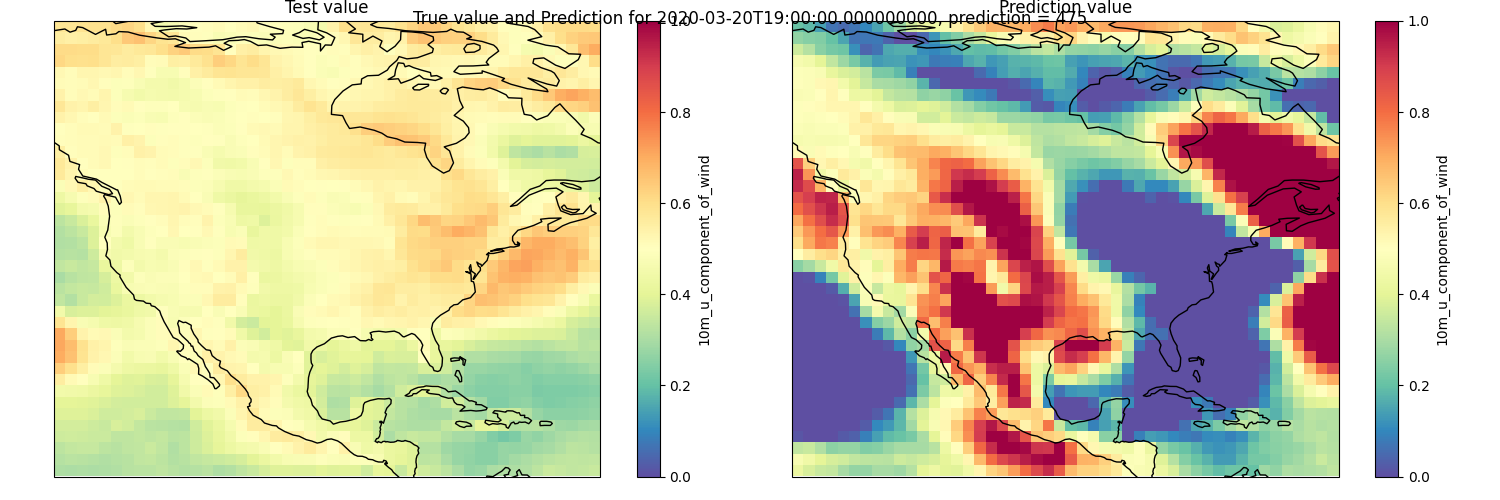 Test value
True value and Prediction for 2020-03-20T19:00:00.000000000, prediction = 475
Prediction value
1.0
0.8
0.6
0.4
0.2
0.0
10m_u_component_of_wind
1.0
0.8
0.6
0.4
0.2
0.0
10m_u_component_of_wind